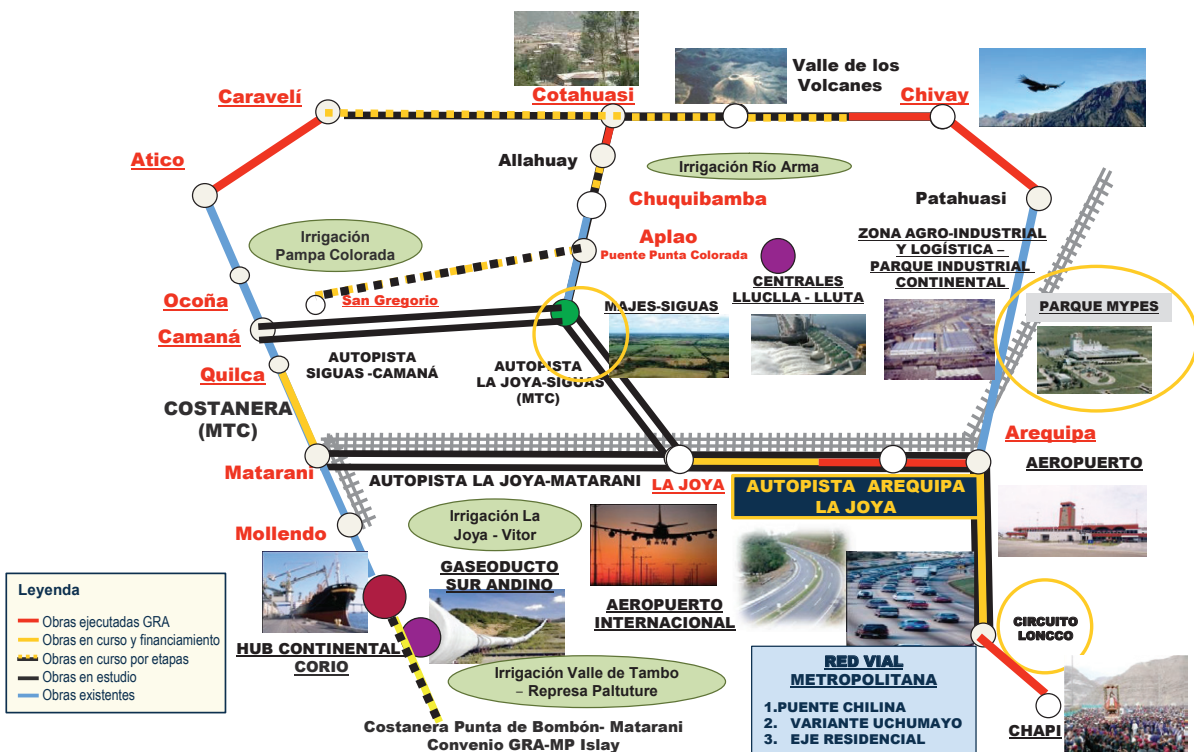 Valle de los
Volcanes
Caravelí
Cotahuasi
Chivay
Atico
Allahuay
Irrigación Río Arma
Chuquibamba
Patahuasi
Irrigación
Pampa Colorada
Aplao
Puente Punta Colorada
ZONA AGRO-INDUSTRIAL
Y LOGÍSTICA –
PARQUE INDUSTRIAL
CONTINENTAL
CENTRALES
LLUCLLA - LLUTA
Ocoña
San Gregorio
MAJES-SIGUAS
PARQUE MYPES
Camaná
AUTOPISTA
SIGUAS -CAMANÁ
AUTOPISTA
LA JOYA-SIGUAS
(MTC)
Quilca
COSTANERA
(MTC)
Arequipa
Matarani
AEROPUERTO
AUTOPISTA LA JOYA-MATARANI
LA JOYA
AUTOPISTA AREQUIPA
LA JOYA
Mollendo
Irrigación La
Joya - Vitor
GASEODUCTO
SUR ANDINO
AEROPUERTO
INTERNACIONAL
Leyenda
Obras ejecutadas GRA
Obras en curso y financiamiento
Obras en curso por etapas
Obras en estudio
Obras existentes
HUB CONTINENTAL
CORIO
CIRCUITO
LONCCO
Irrigación Valle de Tambo
– Represa Paltuture
RED VIAL
METROPOLITANA
1.PUENTE CHILINA
2. VARIANTE UCHUMAYO
3. EJE RESIDENCIAL
CHAPI
Costanera Punta de Bombón- Matarani
Convenio GRA-MP Islay